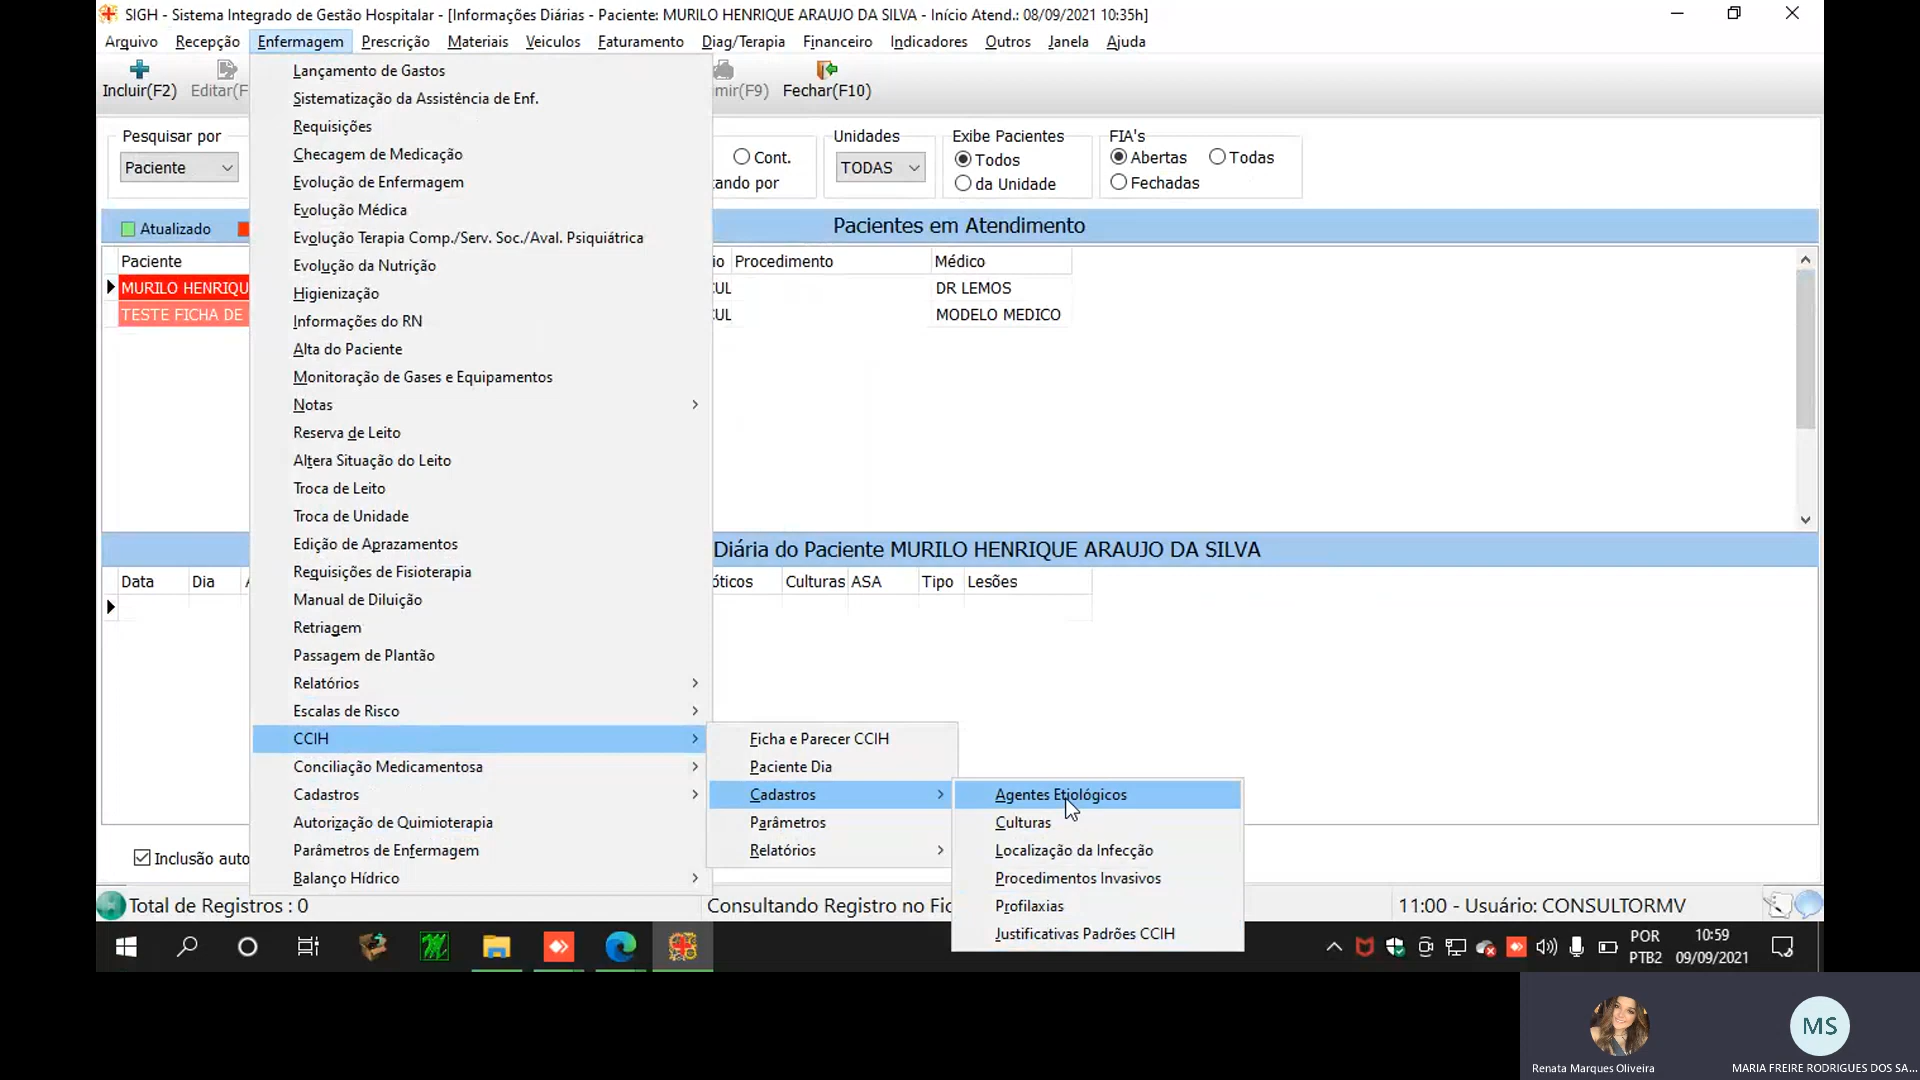 SIGH - Sistema Integrado de Gestão Hospitalar - [Informações Diárias - Paciente: MURILO HENRIQUE ARAUJO DA SILVA - Início Atend.: 08/09/2021 10:35h]
Arquivo Recepção Enfermagem Prescrição Materiais Veiculos Faturamento Diag/Terapia Financeiro Indicadores Outros Janela Ajuda
Incluir(F2) Editar(F mir(F9) Fechar(F10)
Pesquisar por
Paciente
Cont.
tando por
Unidades
TODAS
Exibe Pacientes
Todos
da Unidade
FIA's
Abertas Todas
Fechadas
Atualizado
Pacientes em Atendimento
Paciente io Procedimento Médico
MURILO HENRIQU CUL DR LEMOS
TESTE FICHA DE CUL MODELO MEDICO
Lançamento de Gastos
Sistematização da Assistência de Enf.
Requisições
Checagem de Medicação
Evolução de Enfermagem
Evolução Médica
Evolução Terapia Comp./Serv. Soc./Aval. Psiquiátrica
Evolução da Nutrição
Higienização
Informações do RN
Alta do Paciente
Monitoração de Gases e Equipamentos
Notas
Reserva de Leito
Altera Situação do Leito
Troca de Leito
Troca de Unidade
Edição de Aprazamentos
Requisições de Fisioterapia
Manual de Diluição
Retriagem
Passagem de Plantão
Relatórios
Escalas de Risco
CCIH
Conciliação Medicamentosa
Cadastros
Autorização de Quimioterapia
Parâmetros de Enfermagem
Balanço Hídrico
Diária do Paciente MURILO HENRIQUE ARAUJO DA SILVA
Data Dia óticos Culturas ASA Tipo Lesões
Ficha e Parecer CCIH
Paciente Dia
Cadastros
Parâmetros
Relatórios
Agentes Etiológicos
Culturas
Localização da Infecção
Procedimentos Invasivos
Profilaxias
Justificativas Padrões CCIH
Inclusão auto
Total de Registros : 0 Consultando Registro no Fic 11:00 - Usuário: CONSULTORMV
POR
PTB2
10:59
09/09/2021
MS
Renata Marques Oliveira
MARIA FREIRE RODRIGUES DOS SA...